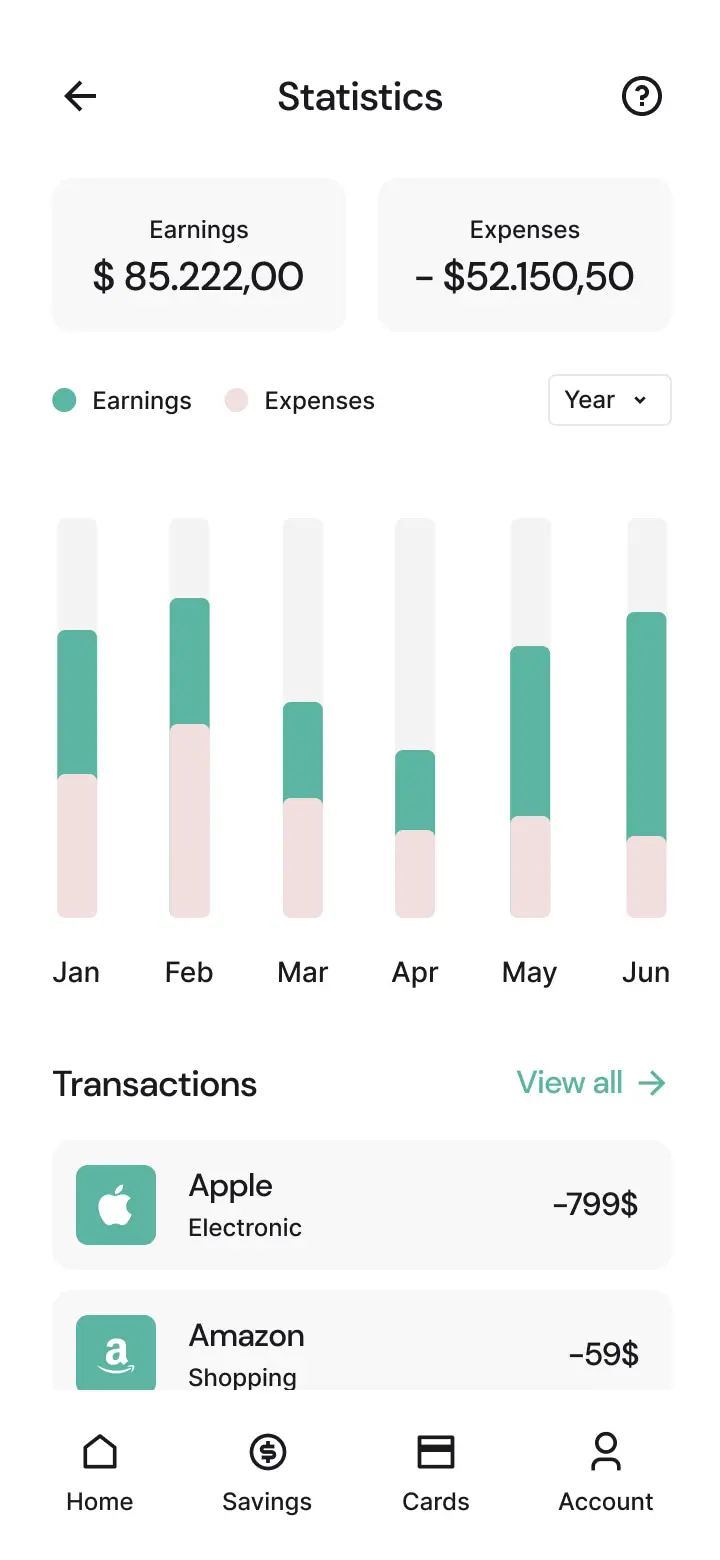 Statistics
?
Earnings
$ 85.222,00
Expenses
- $52.150,50
Earnings
Expenses
Year
Jan Feb Mar Apr May Jun
Transactions
View all
Apple
Electronic
-799$
a
Amazon
Shopping
-59$
$
Home
Savings
Cards
Account